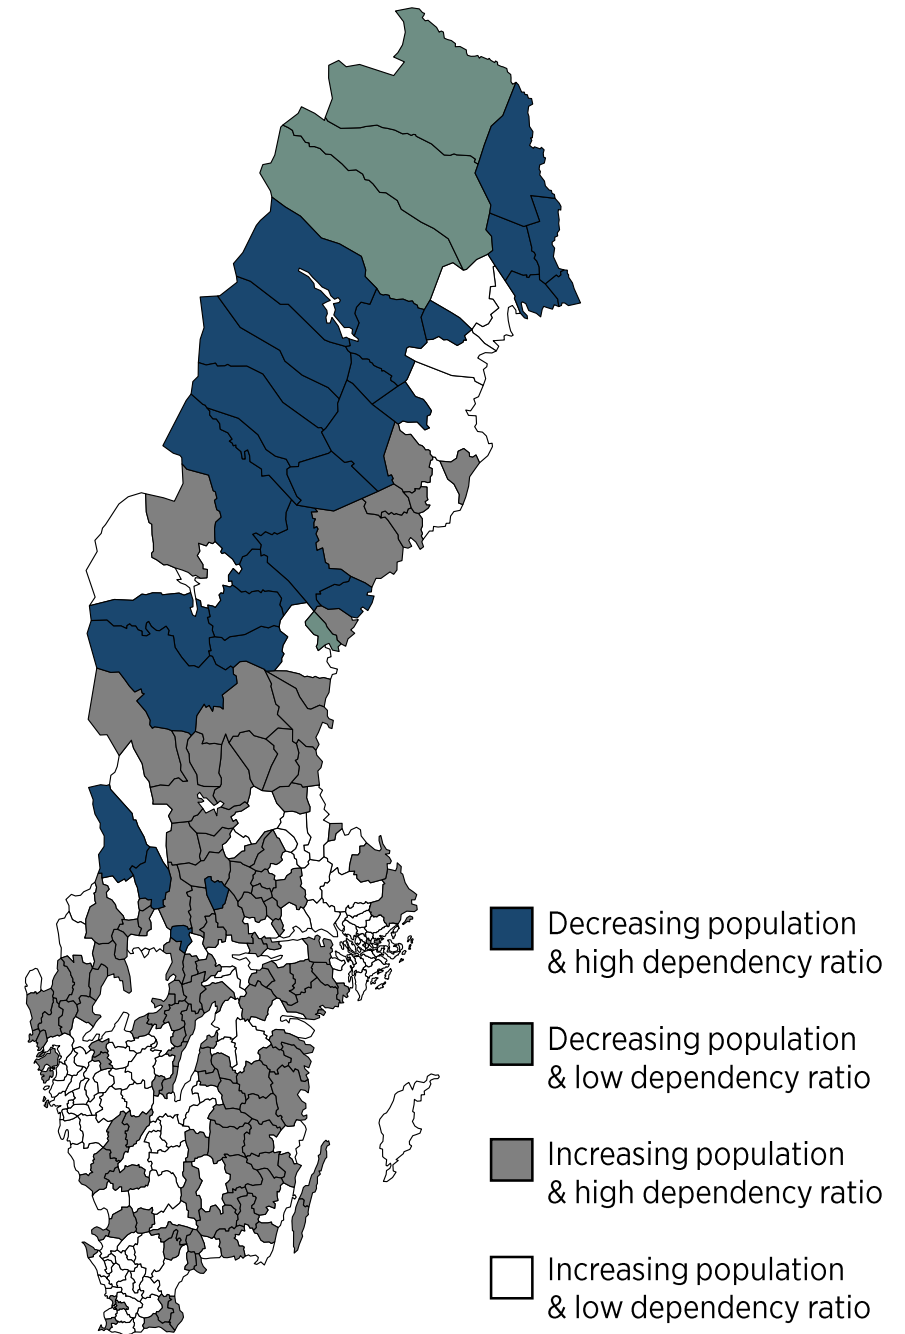 Decreasing population
& high dependency ratio
Decreasing population
& low dependency ratio
Increasing population
& high dependency ratio
Increasing population
& low dependency ratio